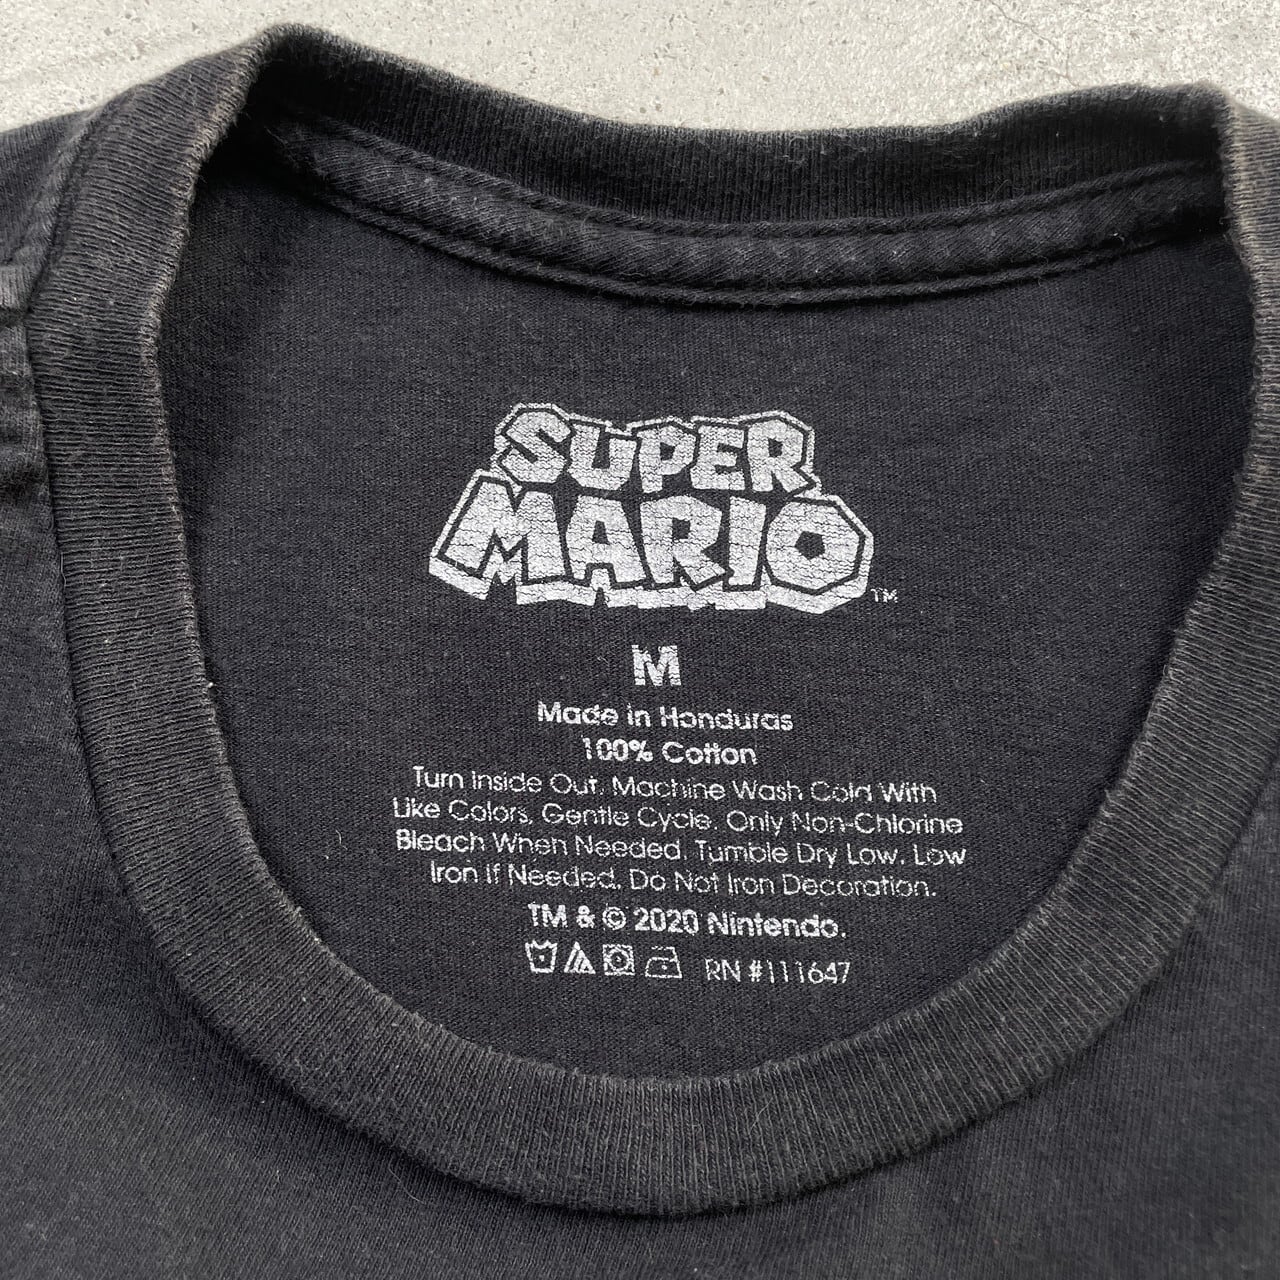 SUPER
MARIO™
M
Made in Honduras
100% Cotton
Turn Inside Out. Machine Wash Cold With
Like Colors, Gentle Cycle. Only Non-Chlorine
Bleach When Needed. Tumble Dry Low. Low
Iron if Needed. Do Not Iron Decoration.
TM & © 2020 Nintendo.
RN #111647